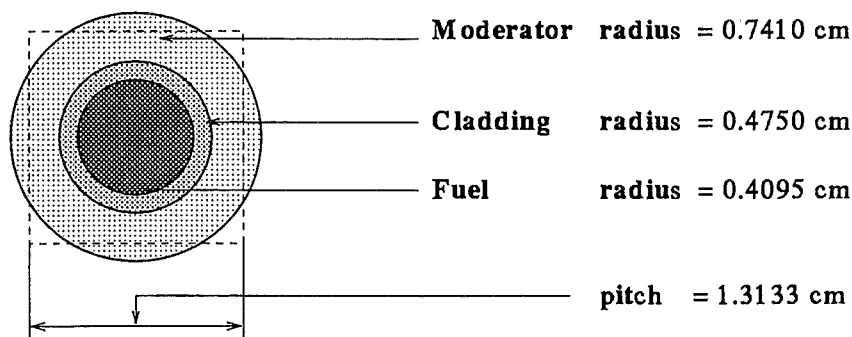 Moderator radius = 0.7410 cm
Cladding radius = 0.4750 cm
Fuel radius = 0.4095 cm
pitch = 1.3133 cm